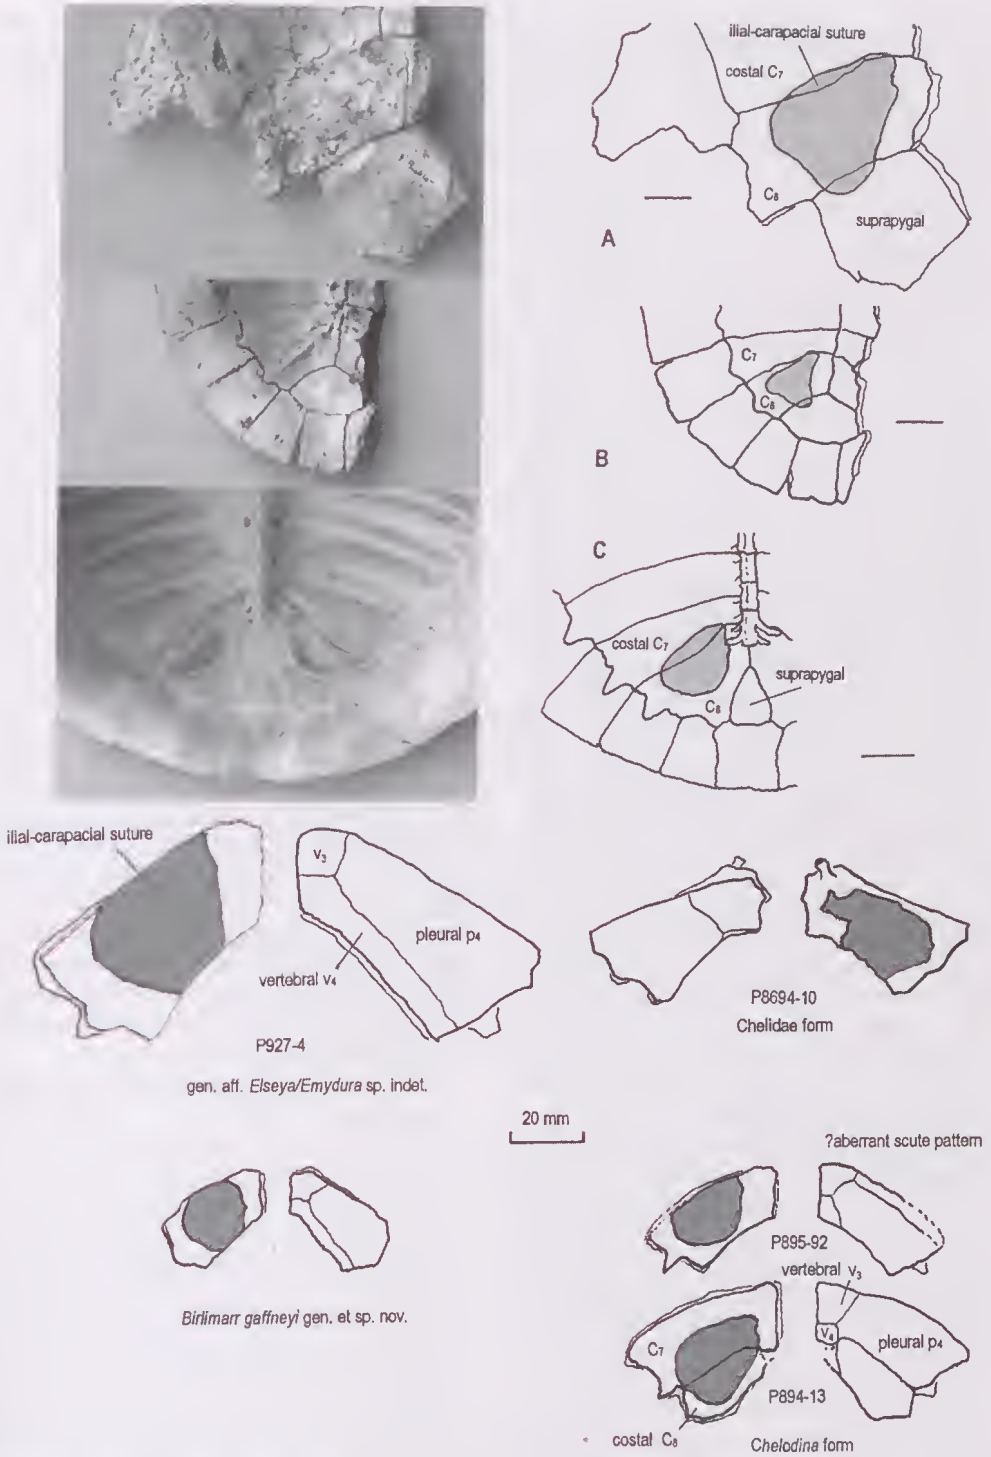 ilial-carapacial suture
costal C₇
C₈
suprapygal
A
C₇
C₈
B
C
costal C₇
suprapygal
C₈
ilial-carapacial suture
v₃
pleural p₄
vertebral v₄
P927-4
gen. aff. Elseya/Emydura sp. indet.
P8694-10
Chelidae form
20 mm
?aberrant scute pattern
P895-92
Birlimarr gaffneyi gen. et sp. nov.
vertebral v₃
C₇
v₄
pleural p₄
P894-13
costal C₈
Chelodina form